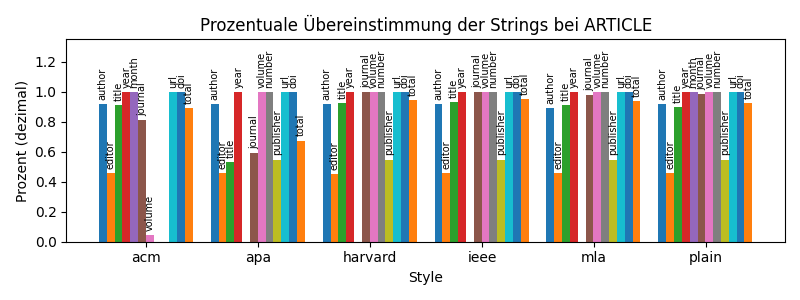 Prozentuale Übereinstimmung der Strings bei ARTICLE
Prozent (dezimal)
1.2
1.0
0.8
0.6
0.4
0.2
0.0
author
editor
title
year
month
journal
volume
url
doi
total
author
editor
title
year
journal
volume
number
publisher
url
doi
total
author
editor
title
year
journal
volume
number
publisher
url
doi
total
author
editor
title
year
journal
volume
number
publisher
url
doi
total
author
editor
title
year
journal
volume
number
publisher
url
doi
total
author
editor
title
year
month
journal
volume
number
publisher
url
doi
total
acm apa harvard ieee mla plain
Style